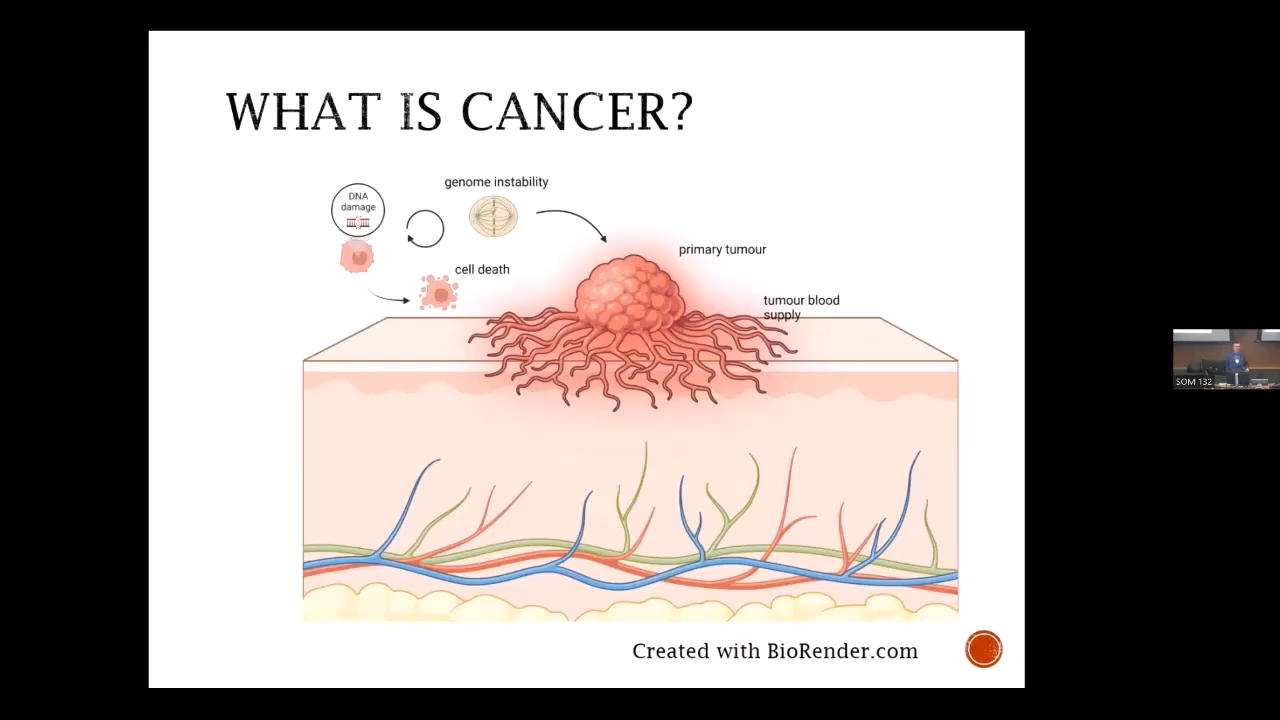 WHAT IS CANCER?
genome instability
DNA
damage
cell death
primary tumour
tumour blood
supply
SOM 132
Created with BioRender.com